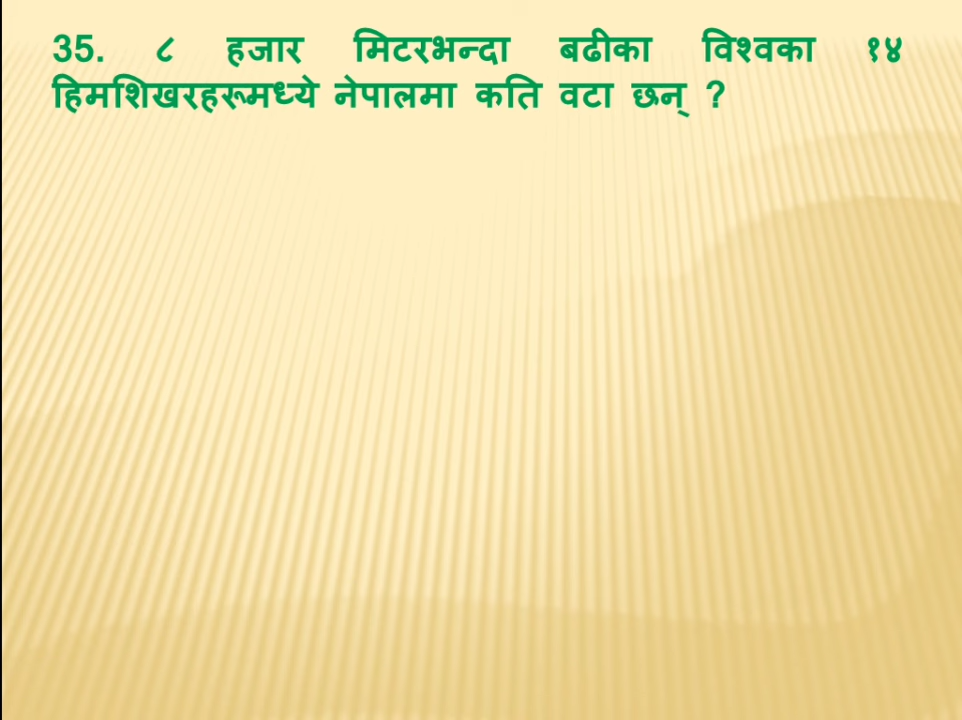 35. ८ हजार मिटरभन्दा बढीका विश्वका १४
हिमशिखरहरूमध्ये नेपालमा कति वटा छन् ?